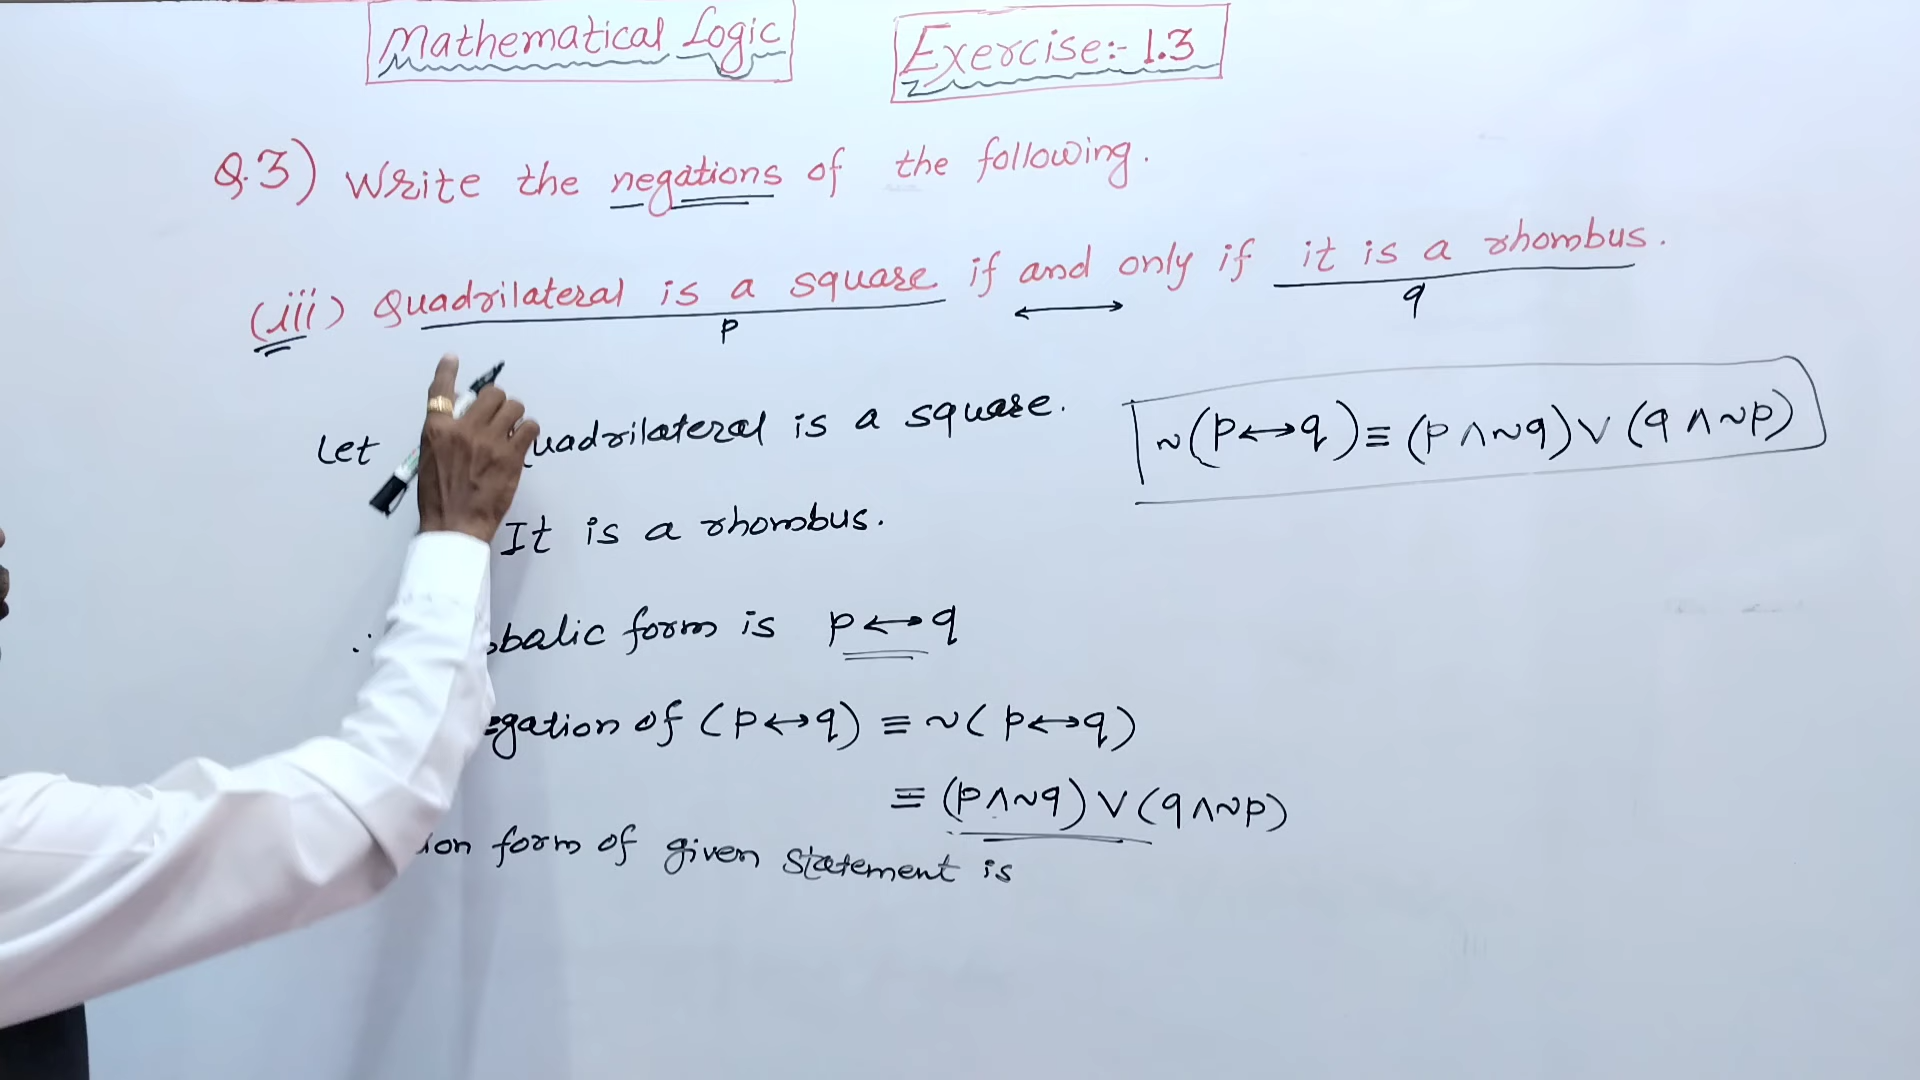 Mathematical Logic
Exercise:- 1.3
Q.3) Write the negations of the following.
(iii) Quadrilateral is a square if and only if it is a rhombus.
p ↔ q
Let uadrilateral is a square.
~(p↔q)≡(p∧~q)∨(q∧~p)
It is a rhombus.
∴ balic form is p↔q
egation of (p↔q) ≡ ~(p↔q)
≡ (p∧~q)∨(q∧~p)
ion form of given statement is